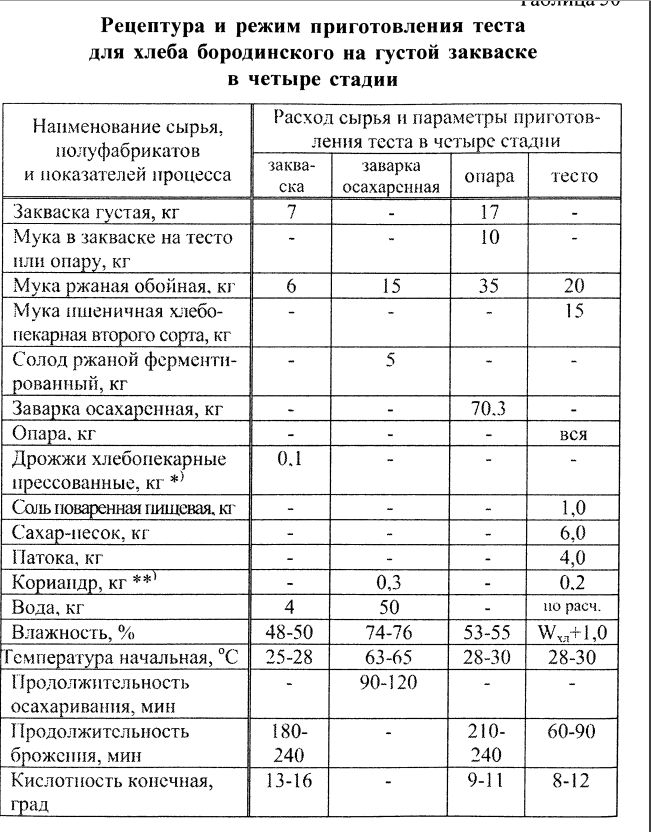 Таблица 30
Рецептура и режим приготовления теста
для хлеба бородинского на густой закваске
в четыре стадии
Наименование сырья, полуфабрикатов и показателей процесса | Расход сырья и параметры приготов-
ления теста в четыре стадии
заква-
ска | заварка
осахаренная | опара | тесто
Закваска густая, кг | 7 | - | 17 | -
Мука в закваске на тесто
или опару, кг | - | - | 10 | -
Мука ржаная обойная, кг | 6 | 15 | 35 | 20
Мука пшеничная хлебо-
пекарная второго сорта, кг | - | - | - | 15
Солод ржаной ферменти-
рованный, кг | - | 5 | - | -
Заварка осахаренная, кг | - | - | 70,3 | -
Опара, кг | - | - | - | вся
Дрожжи хлебопекарные
прессованные, кг *) | 0,1 | - | - | -
Соль поваренная пищевая, кг | - | - | - | 1,0
Сахар-песок, кг | - | - | - | 6,0
Патока, кг | - | - | - | 4,0
Кориандр, кг **) | - | 0,3 | - | 0,2
Вода, кг | 4 | 50 | - | по расч.
Влажность, % | 48-50 | 74-76 | 53-55 | Wхл+1,0
Температура начальная, °С | 25-28 | 63-65 | 28-30 | 28-30
Продолжительность
осахаривания, мин | - | 90-120 | - | -
Продолжительность
брожения, мин | 180-
240 | - | 210-
240 | 60-90
Кислотность конечная,
град | 13-16 | - | 9-11 | 8-12